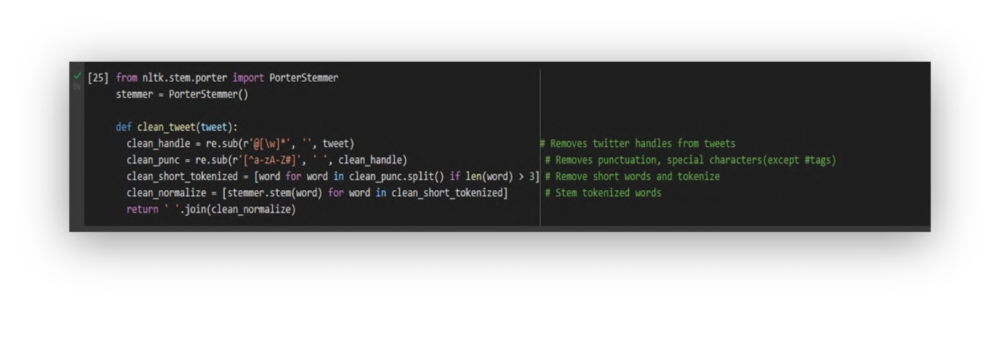 [25] from nltk.stem.porter import PorterStemmer
0s
stemmer = PorterStemmer()
def clean_tweet(tweet):
clean_handle = re.sub(r'@[\w]*', '', tweet) # Removes twitter handles from tweets
clean_punc = re.sub(r'[^a-zA-Z#]', ' ', clean_handle) # Removes punctuation, special characters(except #tags)
clean_short_tokenized = [word for word in clean_punc.split() if len(word) > 3] # Remove short words and tokenize
clean_normalize = [stemmer.stem(word) for word in clean_short_tokenized] # Stem tokenized words
return ' '.join(clean_normalize)